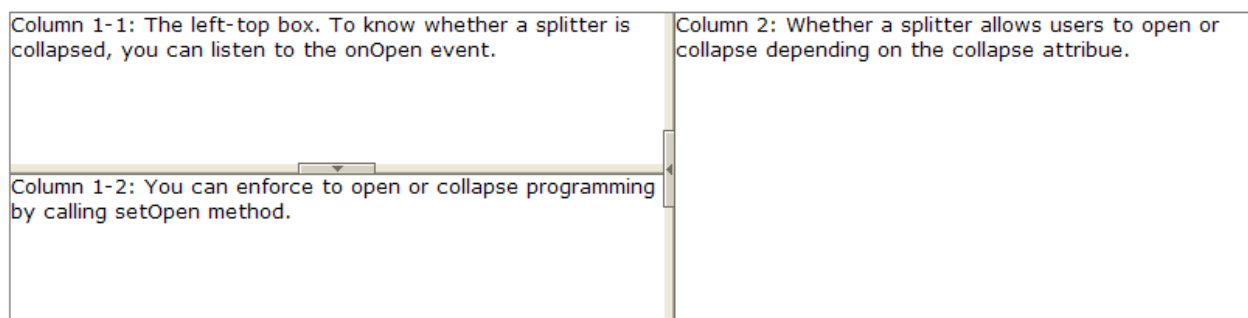 Column 1-1: The left-top box. To know whether a splitter is
collapsed, you can listen to the onOpen event.
Column 1-2: You can enforce to open or collapse programming
by calling setOpen method.
Column 2: Whether a splitter allows users to open or
collapse depending on the collapse attribue.